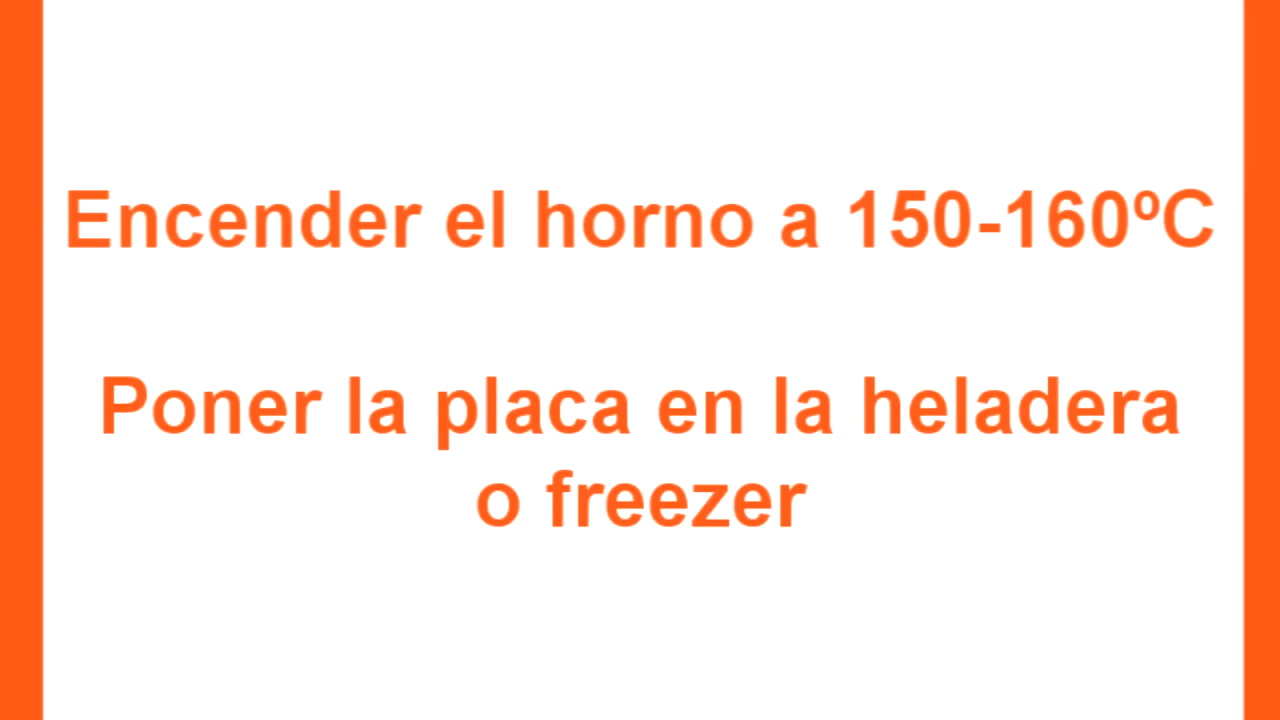 Encender el horno a 150-160ºC
Poner la placa en la heladera
o freezer